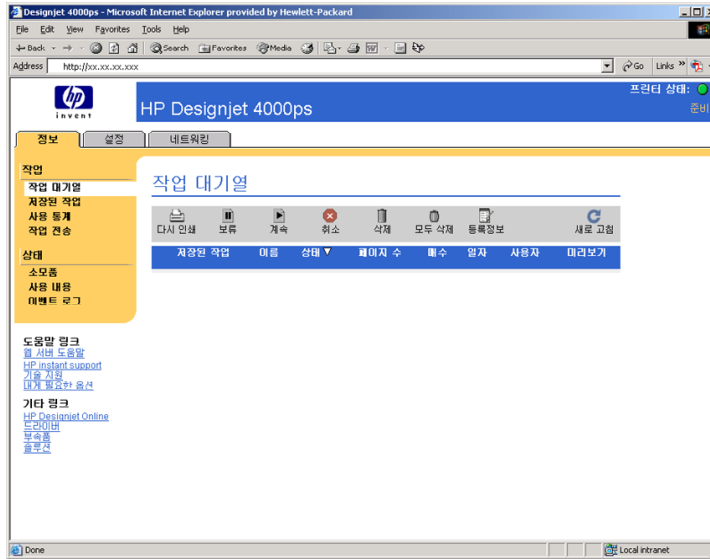 Designjet 4000ps - Microsoft Internet Explorer provided by Hewlett-Packard
File Edit View Favorites Tools Help
Back Search Favorites Media
Address http://xx.xx.xx.xxx Go Links »
hp
invent
HP Designjet 4000ps
프린터 상태:
준비
정보 설정 네트워킹
작업
작업 대기열
저장된 작업
사용 통계
작업 전송
상태
소모품
사용 내용
이벤트 로그
도움말 링크
웹 서버 도움말
HP instant support
기술 지원
내게 필요한 옵션
기타 링크
HP Designjet Online
드라이버
부속품
솔루션
작업 대기열
다시 인쇄 보류 계속 취소 삭제 모두 삭제 등록정보 새로 고침
저장된 작업 이름 상태 페이지 수 매수 일자 사용자 미리보기
Done Local intranet